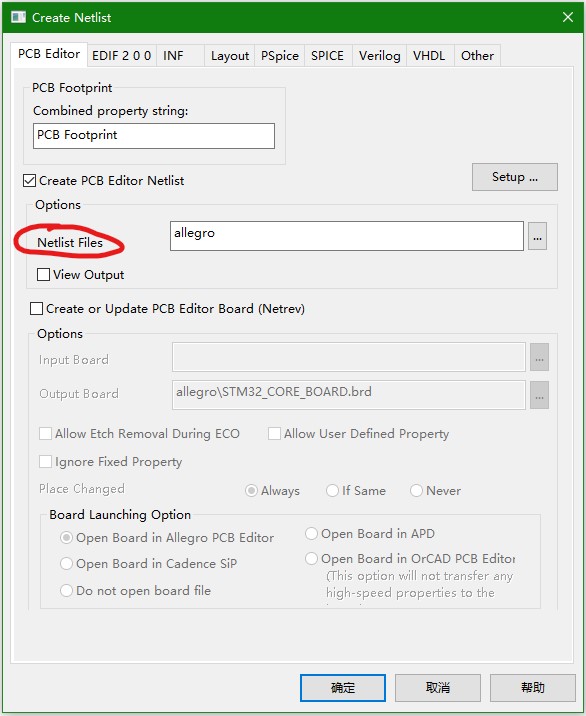 Create Netlist
PCB Editor EDIF 2 0 0 INF Layout PSpice SPICE Verilog VHDL Other
PCB Footprint
Combined property string:
PCB Footprint
Create PCB Editor Netlist
Setup ...
Options
Netlist Files
allegro
...
View Output
Create or Update PCB Editor Board (Netrev)
Options
Input Board
...
Output Board
allegro\STM32_CORE_BOARD.brd
...
Allow Etch Removal During ECO
Allow User Defined Property
Ignore Fixed Property
Place Changed
Always
If Same
Never
Board Launching Option
Open Board in Allegro PCB Editor
Open Board in APD
Open Board in Cadence SiP
Open Board in OrCAD PCB Editor
(This option will not transfer any
high-speed properties to the
Do not open board file
确定
取消
帮助